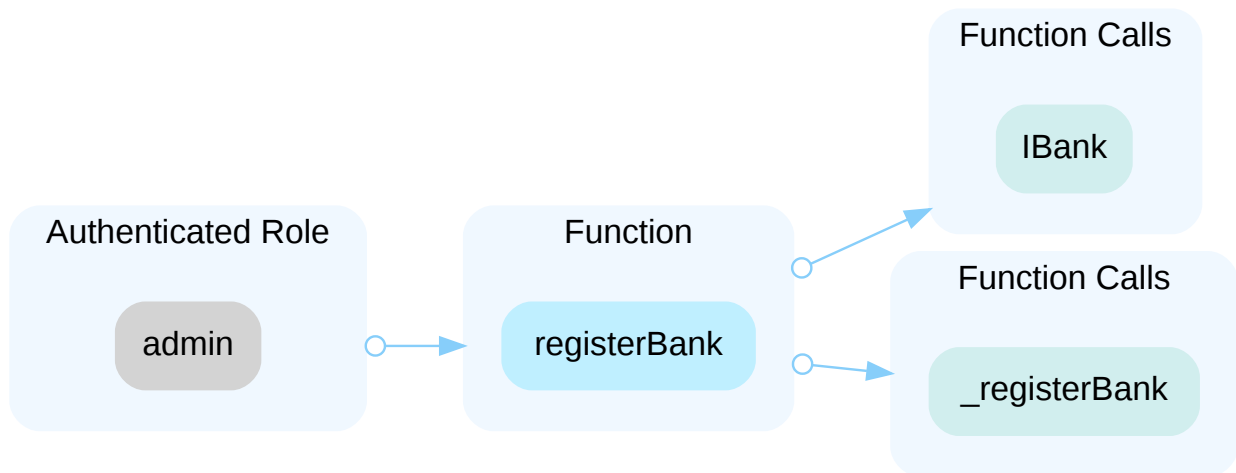 Authenticated Role
admin
Function
registerBank
Function Calls
IBank
Function Calls
_registerBank